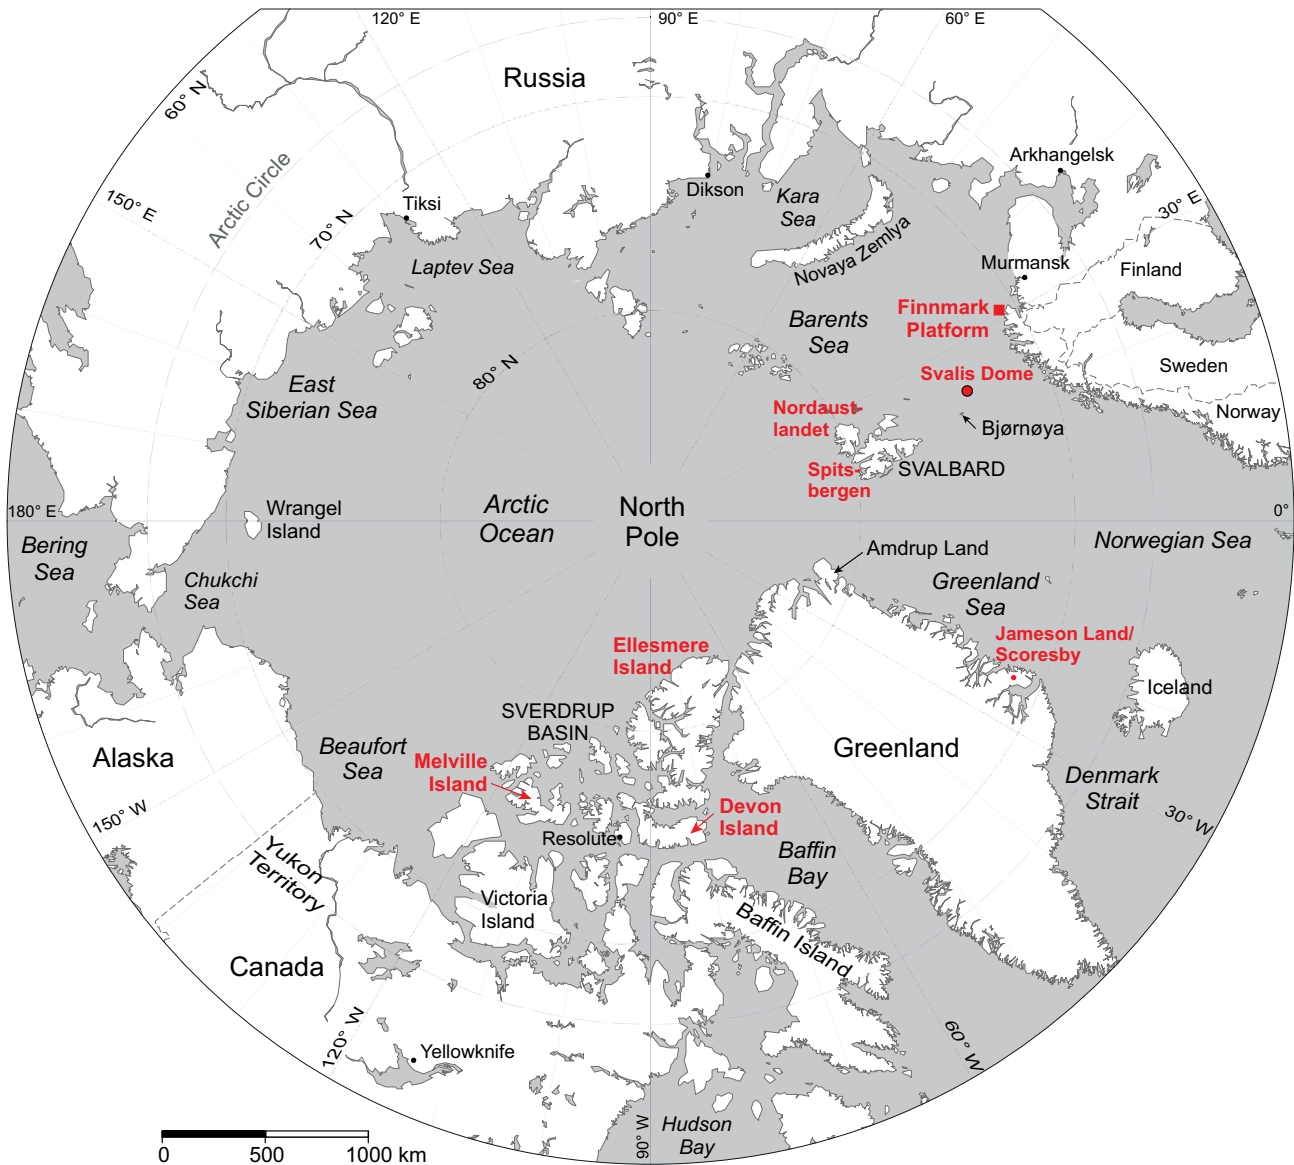 120° E
90° E
60° E
Russia
60° N
Arkhangelsk
Arctic Circle
Dikson
Kara
Sea
150° E
30° E
Tiksi
70° N
Novaya Zemlya
Laptev Sea
Murmansk
Finland
Finnmark
Platform
Barents
Sea
80° N
East
Siberian Sea
Svalis Dome
Sweden
Nordaust-
landet
Norway
Bjørnøya
Spits-
bergen
SVALBARD
180° E
Wrangel
Island
Arctic
Ocean
North
Pole
0°
Bering
Sea
Norwegian Sea
Amdrup Land
Chukchi
Sea
Greenland
Sea
Jameson Land/
Scoresby
Ellesmere
Island
Iceland
SVERDRUP
BASIN
Alaska
Beaufort
Sea
Greenland
Melville
Island
Denmark
Strait
Devon
Island
150° W
30° W
Resolute
Baffin
Bay
Yukon
Territory
Victoria
Island
Baffin Island
Canada
120° W
60° W
Yellowknife
Hudson
Bay
90° W
0 500 1000 km